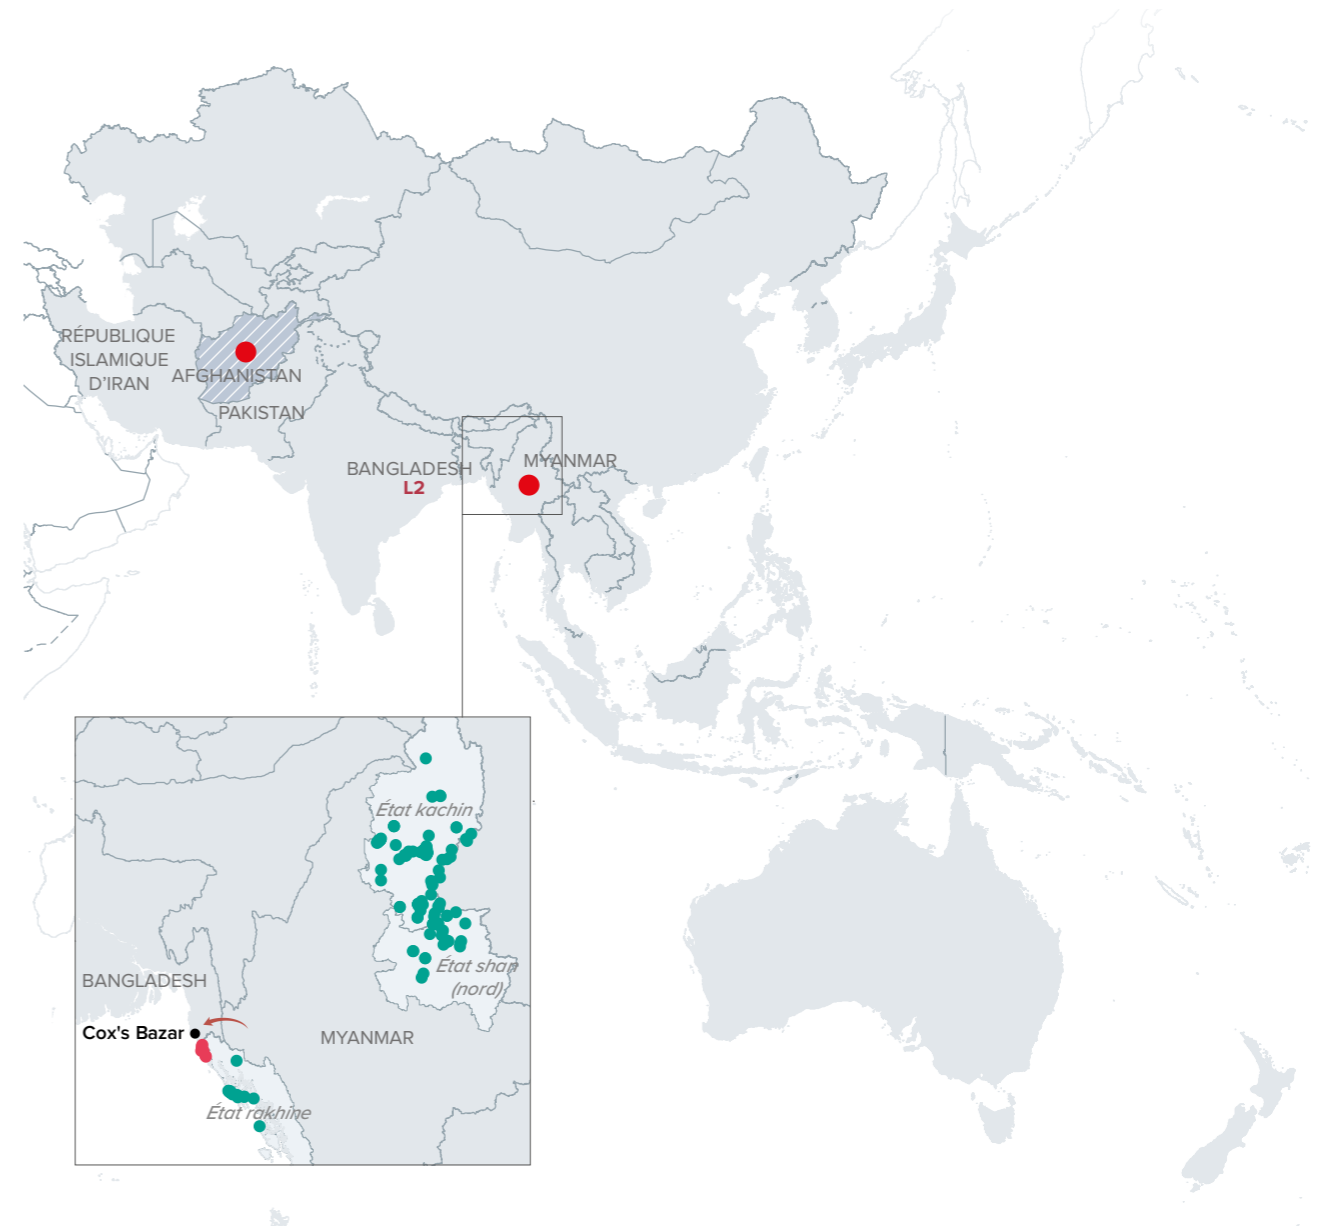 RÉPUBLIQUE
ISLAMIQUE
D'IRAN
AFGHANISTAN
PAKISTAN
BANGLADESH
L2
MYANMAR
État kachin
État shan
(nord)
BANGLADESH
Cox's Bazar
MYANMAR
État rakhine